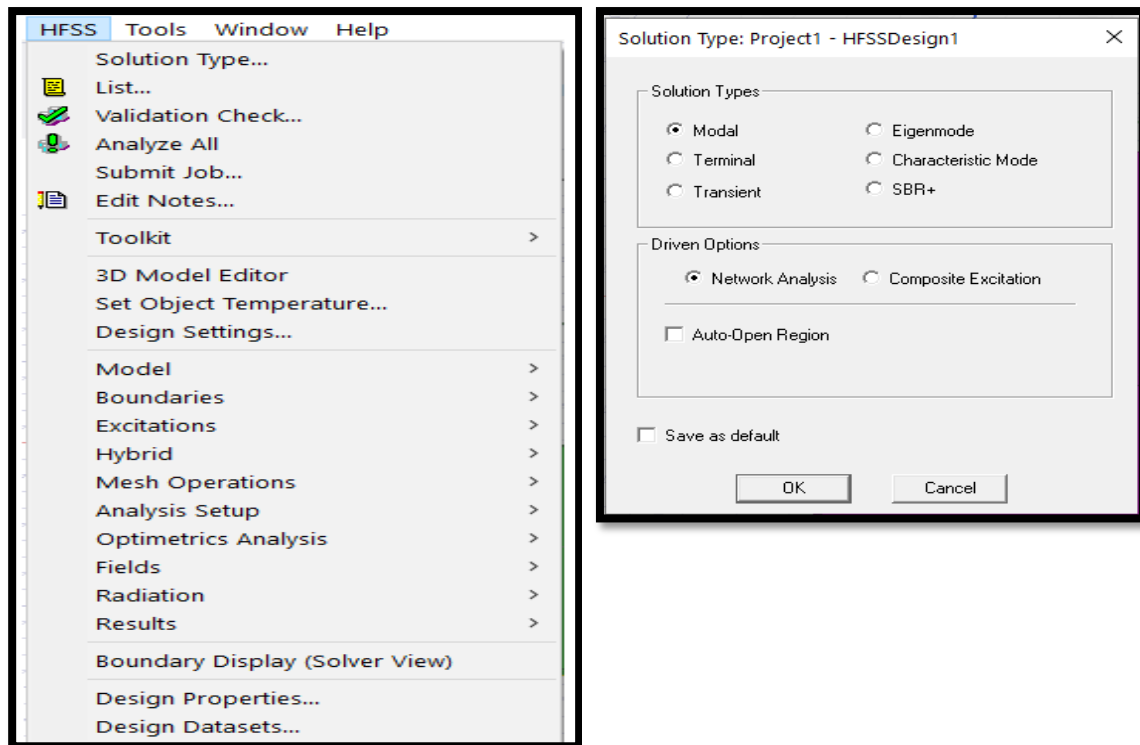 HFSS Tools Window Help
Solution Type...
List...
Validation Check...
Analyze All
Submit Job...
Edit Notes...
Toolkit >
3D Model Editor
Set Object Temperature...
Design Settings...
Model >
Boundaries >
Excitations >
Hybrid >
Mesh Operations >
Analysis Setup >
Optimetrics Analysis >
Fields >
Radiation >
Results >
Boundary Display (Solver View)
Design Properties...
Design Datasets...
Solution Type: Project1 - HFSSDesign1
Solution Types
Modal Eigenmode
Terminal Characteristic Mode
Transient SBR+
Driven Options
Network Analysis Composite Excitation
Auto-Open Region
Save as default
OK Cancel